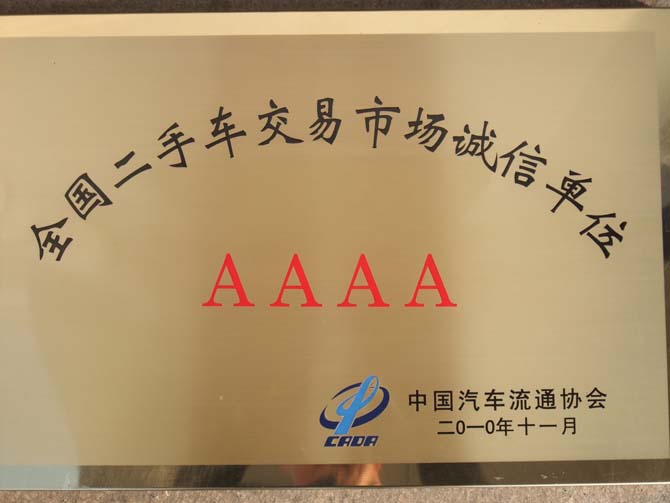 全国二手车交易市场诚信单位
AAAA
中国汽车流通协会
CADA
二0一0年十一月